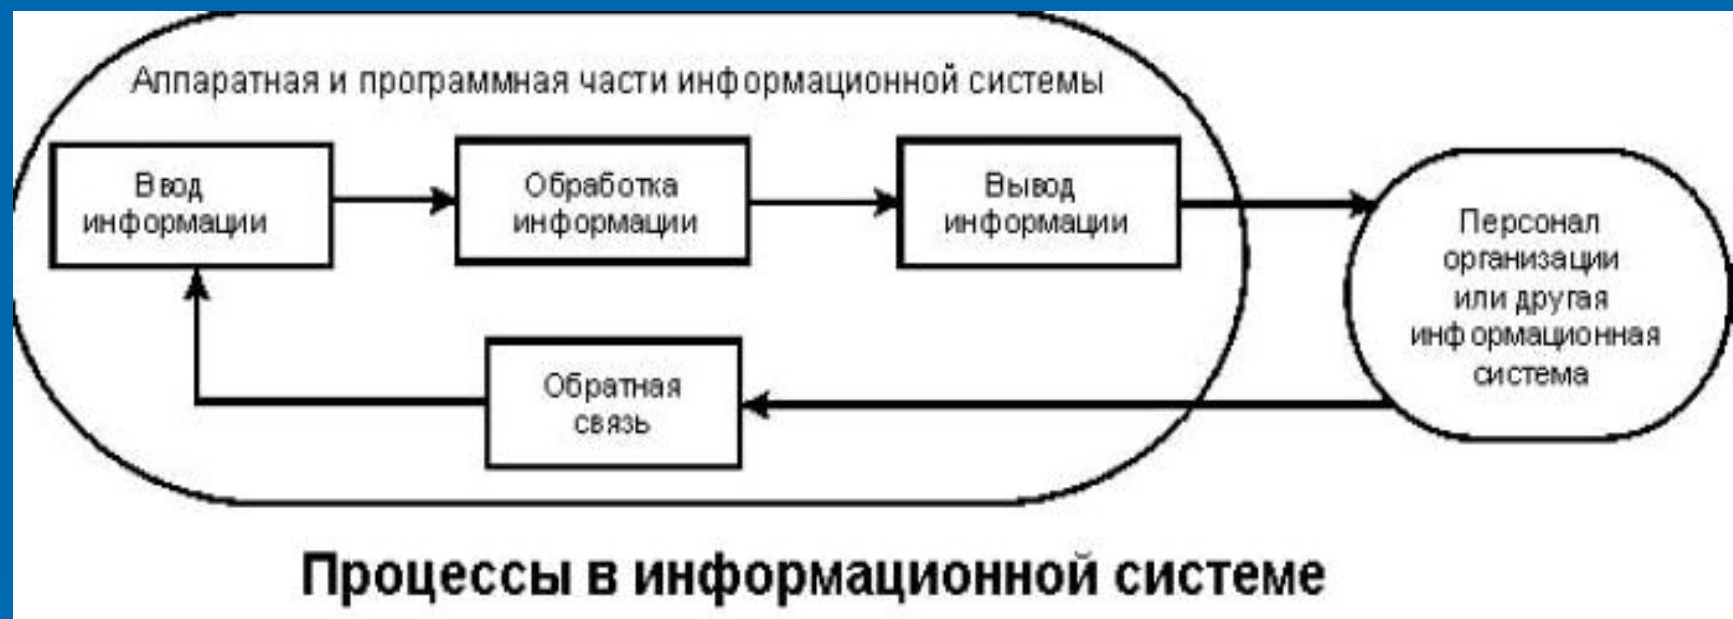 Аппаратная и программная части информационной системы
Ввод
информации
Обработка
информации
Вывод
информации
Персонал
организации
или другая
информационная
система
Обратная
связь
Процессы в информационной системе